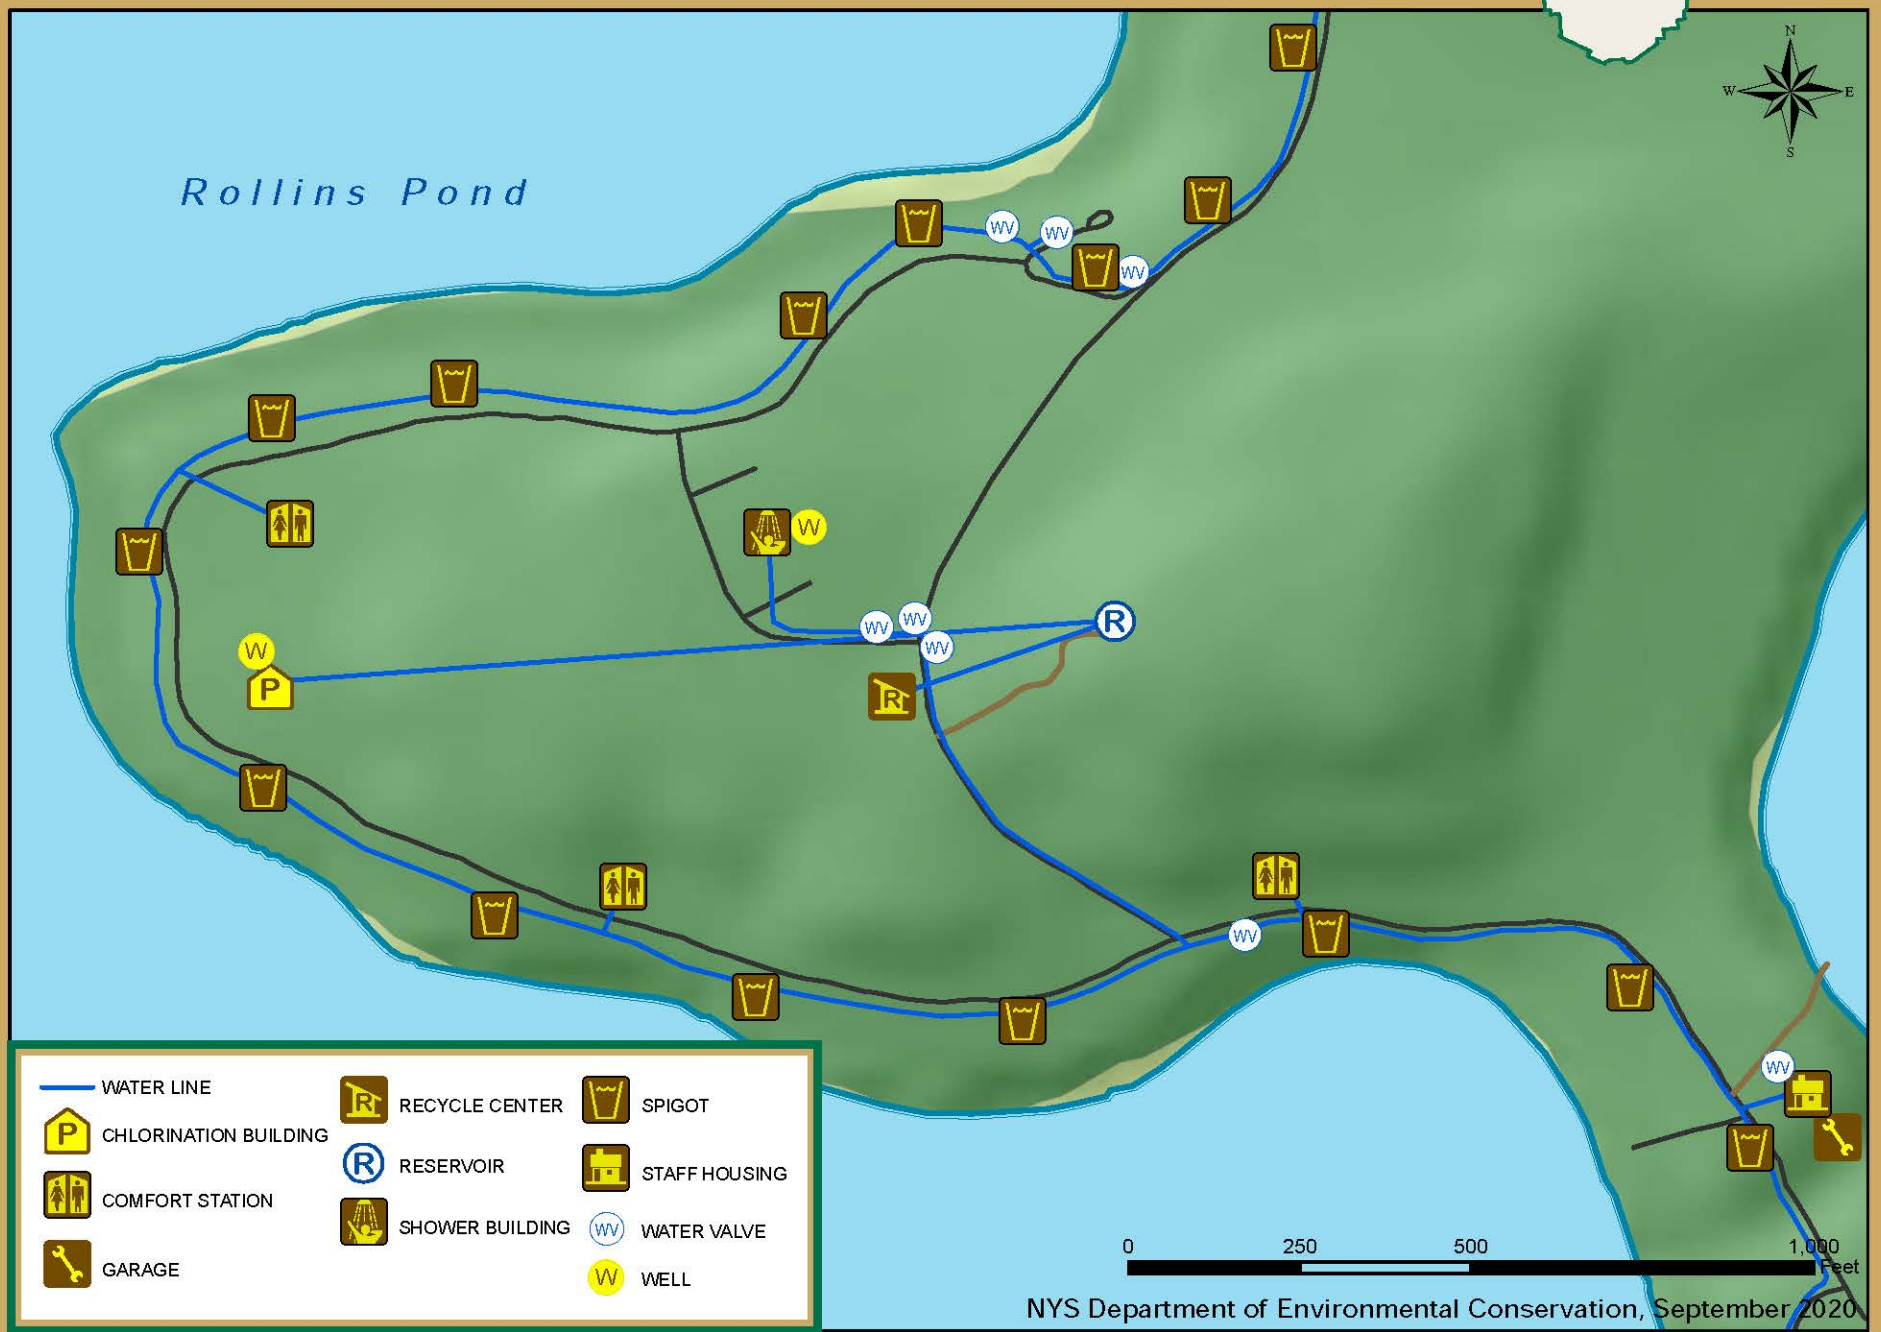 N
W E
S
Rollins Pond
WV
WV
WV
W
WV
WV
R
WV
W
P
R
WV
WV
WATER LINE
P CHLORINATION BUILDING
COMFORT STATION
GARAGE
R RECYCLE CENTER
R RESERVOIR
SHOWER BUILDING
SPIGOT
STAFF HOUSING
WV WATER VALVE
W WELL
0 250 500 1,000
Feet
NYS Department of Environmental Conservation, September 2020